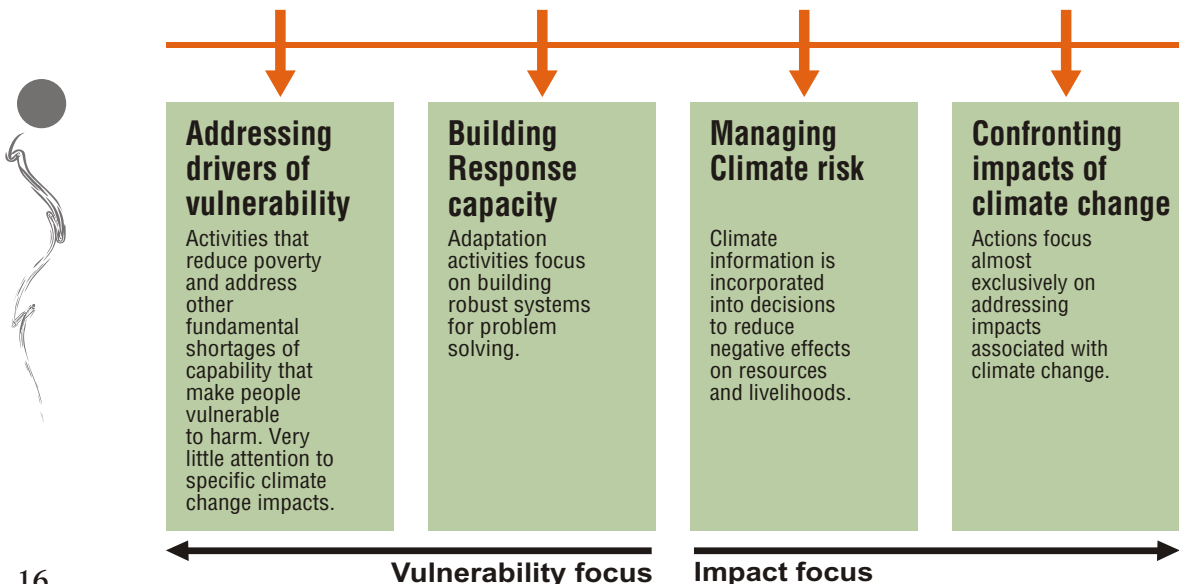 Addressing
drivers of
vulnerability
Activities that
reduce poverty
and address
other
fundamental
shortages of
capability that
make people
vulnerable
to harm. Very
little attention to
specific climate
change impacts.
Building
Response
capacity
Adaptation
activities focus
on building
robust systems
for problem
solving.
Managing
Climate risk
Climate
information is
incorporated
into decisions
to reduce
negative effects
on resources
and livelihoods.
Confronting
impacts of
climate change
Actions focus
almost
exclusively on
addressing
impacts
associated with
climate change.
Vulnerability focus
Impact focus
16